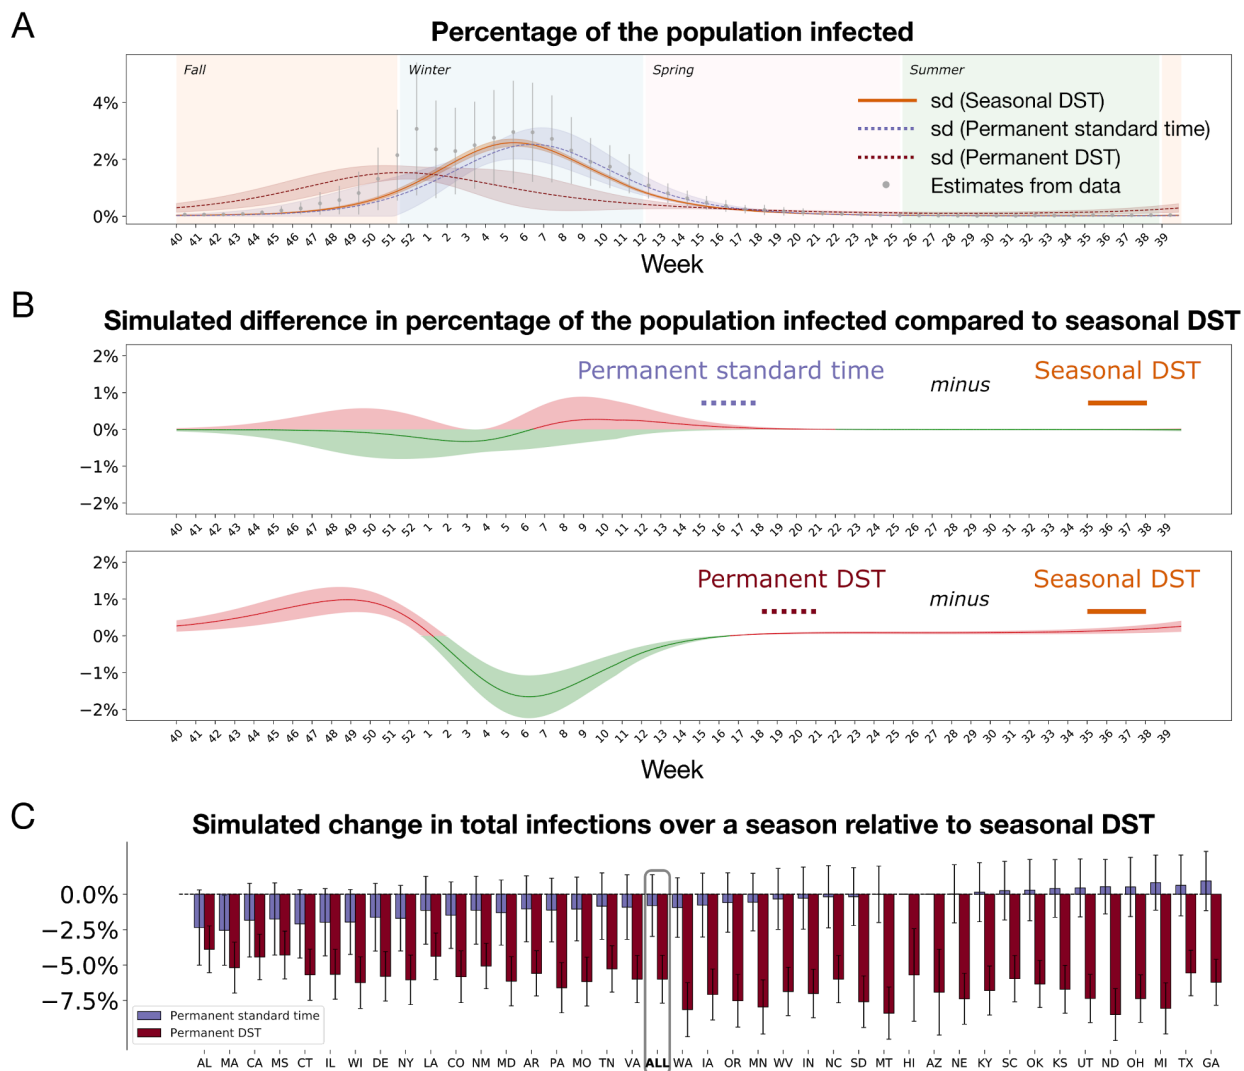 A
Percentage of the population infected
Fall Winter Spring Summer
sd (Seasonal DST)
sd (Permanent standard time)
sd (Permanent DST)
Estimates from data
4%
2%
0%
40 41 42 43 44 45 46 47 48 49 50 51 52 1 2 3 4 5 6 7 8 9 10 11 12 13 14 15 16 17 18 19 20 21 22 23 24 25 26 28 29 30 31 32 33 34 35 36 37 38 39
Week
B
Simulated difference in percentage of the population infected compared to seasonal DST
Permanent standard time minus Seasonal DST
2%
1%
0%
−1%
−2%
40 41 42 43 44 45 46 47 48 49 50 51 52 1 2 3 4 5 6 7 8 9 10 11 12 13 14 15 16 17 18 19 20 21 22 23 24 25 26 28 29 30 31 32 33 34 35 36 37 38 39
Permanent DST minus Seasonal DST
2%
1%
0%
−1%
−2%
40 41 42 43 44 45 46 47 48 49 50 51 52 1 2 3 4 5 6 7 8 9 10 11 12 13 14 15 16 17 18 19 20 21 22 23 24 25 26 28 29 30 31 32 33 34 35 36 37 38 39
Week
C
Simulated change in total infections over a season relative to seasonal DST
0.0%
−2.5%
−5.0%
−7.5%
Permanent standard time
Permanent DST
AL MA CA MS CT IL WI DE NY LA CO NM MD AR PA MO TN VA ALL WA IA OR MN WV IN NC SD MT HI AZ NE KY SC OK KS UT ND OH MI TX GA